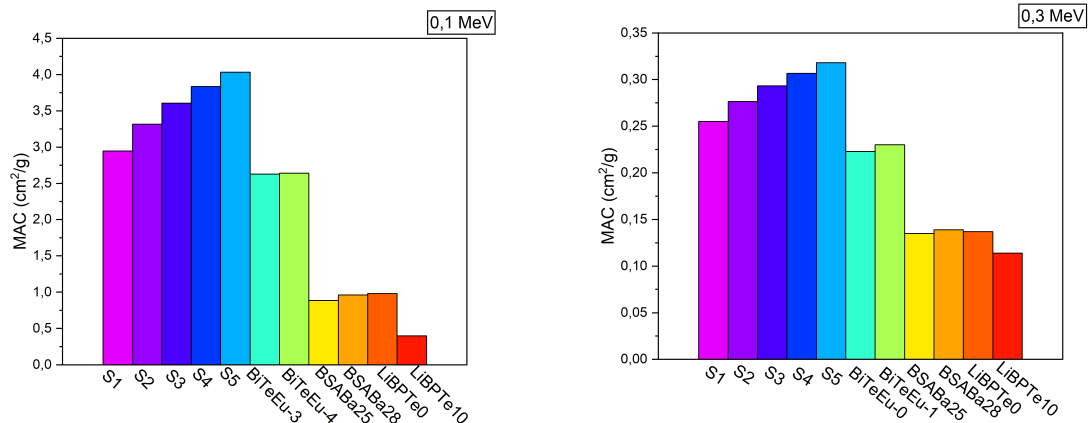 0,1 MeV
4,5
4,0
3,5
3,0
2,5
2,0
1,5
1,0
0,5
0,0
MAC (cm²/g)
S1
S2
S3
S4
S5
BiTeEu-3
BiTeEu-4
BSABa25
BSABa28
LiBPTe0
LiBPTe10
0,3 MeV
0,35
0,30
0,25
0,20
0,15
0,10
0,05
0,00
MAC (cm²/g)
S1
S2
S3
S4
S5
BiTeEu-0
BiTeEu-1
BSABa25
BSABa28
LiBPTe0
LiBPTe10